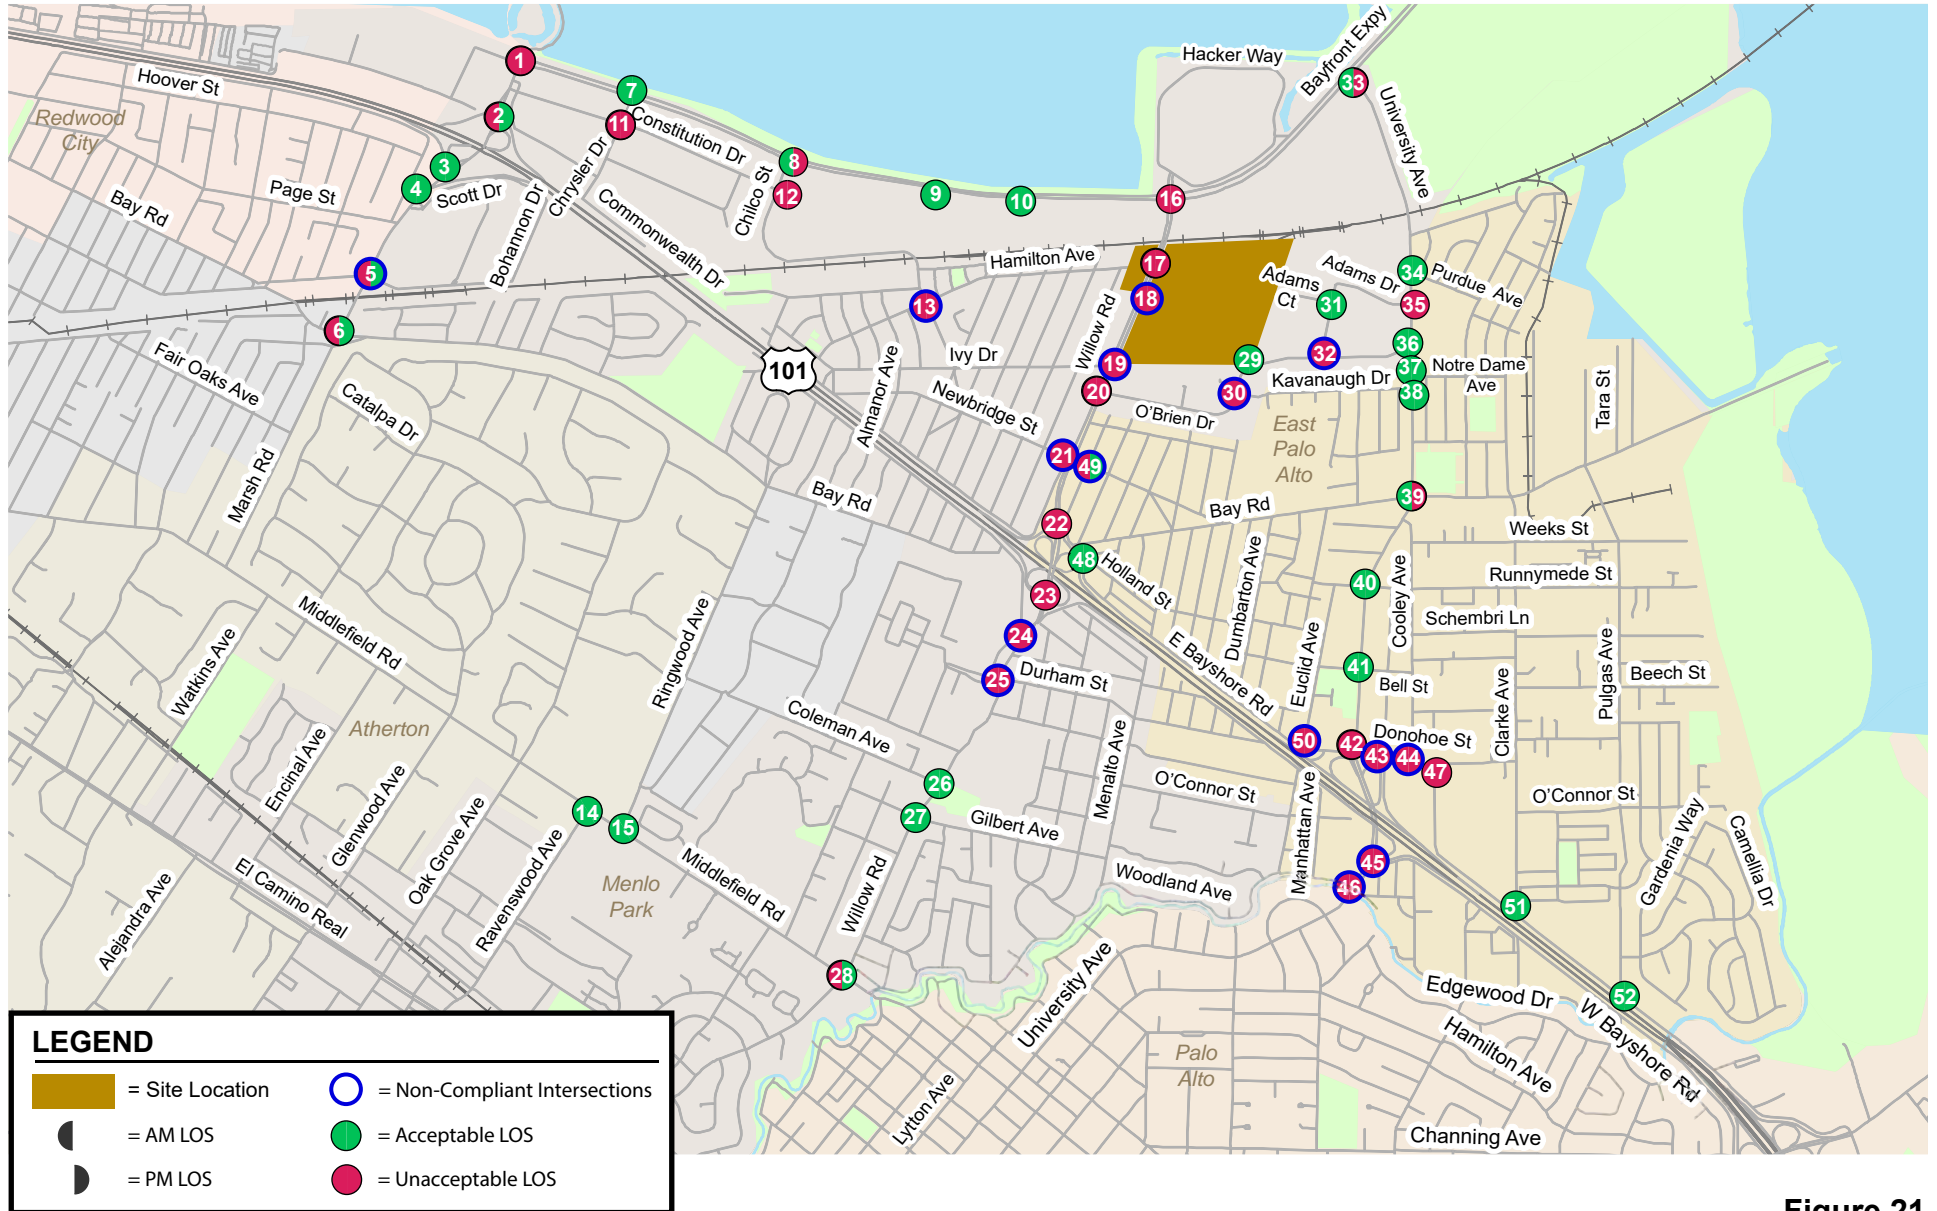 Hoover St
Redwood
City
Page St
Bay Rd
Scott Dr
Bohannon Dr
Chrysler Dr
Constitution Dr
Chilco St
Commonwealth Dr
Hacker Way
Bayfront Expy
University Ave
Hamilton Ave
Willow Rd
Adams
Ct
Adams Dr
Purdue Ave
Ivy Dr
Newbridge St
Almanor Ave
101
O'Brien Dr
Kavanaugh Dr
Notre Dame
Ave
Tara St
East
Palo
Alto
Fair Oaks Ave
Catalpa Dr
Marsh Rd
Bay Rd
Bay Rd
Weeks St
Runnymede St
Schembri Ln
Holland St
Dumbarton Ave
Euclid Ave
Cooley Ave
E Bayshore Rd
Bell St
Clarke Ave
Pulgas Ave
Beech St
Donohoe St
Middlefield Rd
Watkins Ave
Ringwood Ave
Atherton
Encinal Ave
Glenwood Ave
Oak Grove Ave
Ravenswood Ave
El Camino Real
Alejandra Ave
Durham St
Coleman Ave
Menalto Ave
O'Connor St
O'Connor St
Gilbert Ave
Manhattan Ave
Woodland Ave
Menlo
Park
Middlefield Rd
Willow Rd
Gardenia Way
Camellia Dr
University Ave
Edgewood Dr
Hamilton Ave
W Bayshore Rd
Palo
Alto
Lytton Ave
Channing Ave
1
2
3
4
5
6
7
8
9
10
11
12
13
14
15
16
17
18
19
20
21
22
23
24
25
26
27
28
29
30
31
32
33
34
35
36
37
38
39
40
41
42
43
44
45
46
47
48
49
50
51
52
LEGEND
= Site Location
= Non-Compliant Intersections
= AM LOS
= Acceptable LOS
= PM LOS
= Unacceptable LOS
Figure 21